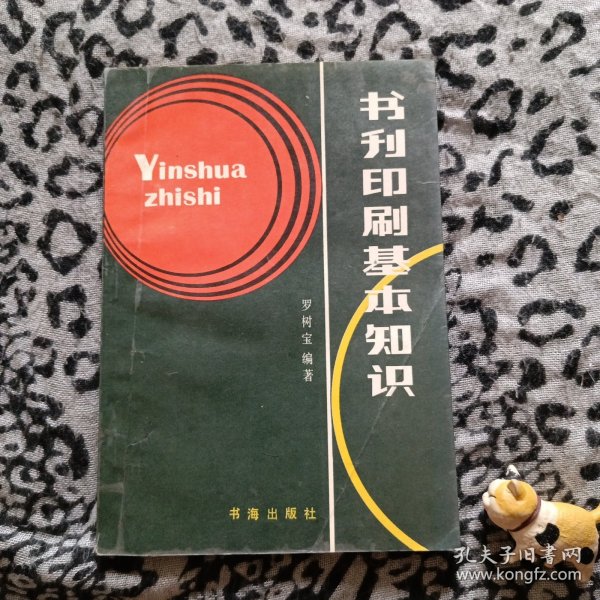 Yinshua
zhishi
书刊印刷基本知识
罗树宝 编著
书海出版社
孔夫子旧書网
www.kongfz.com